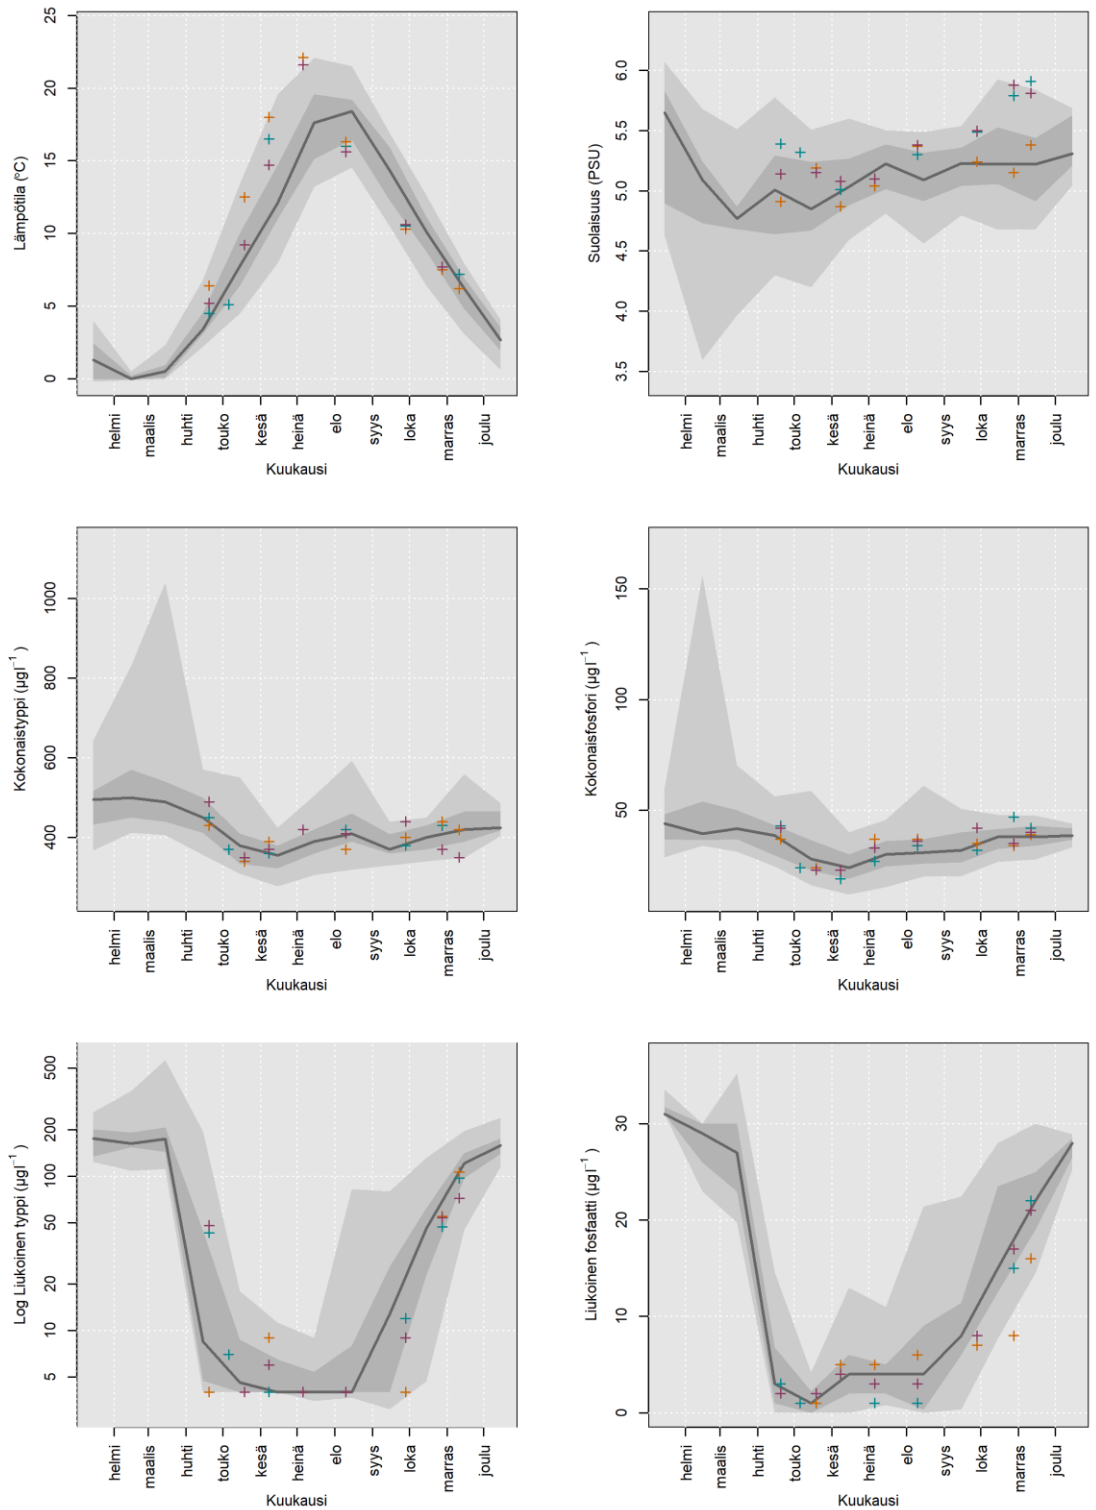 Lämpötila (°C)
25
20
15
10
5
0
helmi
maalis
huhti
touko
kesä
heinä
elo
syys
loka
marras
joulu
Kuukausi
Suolaisuus (PSU)
6.0
5.5
5.0
4.5
4.0
3.5
helmi
maalis
huhti
touko
kesä
heinä
elo
syys
loka
marras
joulu
Kuukausi
Kokonaistyppi (µgl⁻¹ )
1000
800
600
400
helmi
maalis
huhti
touko
kesä
heinä
elo
syys
loka
marras
joulu
Kuukausi
Kokonaisfosfori (µgl⁻¹ )
150
100
50
helmi
maalis
huhti
touko
kesä
heinä
elo
syys
loka
marras
joulu
Kuukausi
Log Liukoinen typpi (µgl⁻¹ )
500
200
100
50
20
10
5
helmi
maalis
huhti
touko
kesä
heinä
elo
syys
loka
marras
joulu
Kuukausi
Liukoinen fosfaatti (µgl⁻¹ )
30
20
10
0
helmi
maalis
huhti
touko
kesä
heinä
elo
syys
loka
marras
joulu
Kuukausi